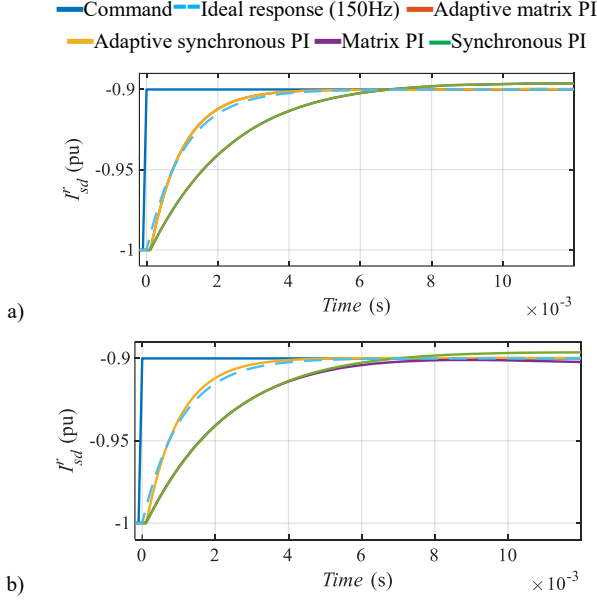 Command Ideal response (150Hz) Adaptive matrix PI
Adaptive synchronous PI Matrix PI Synchronous PI
-0.9
-0.95
-1
I^r_sd (pu)
0 2 4 6 8 10
Time (s)
×10^-3
a)
-0.9
-0.95
-1
I^r_sd (pu)
0 2 4 6 8 10
Time (s)
×10^-3
b)